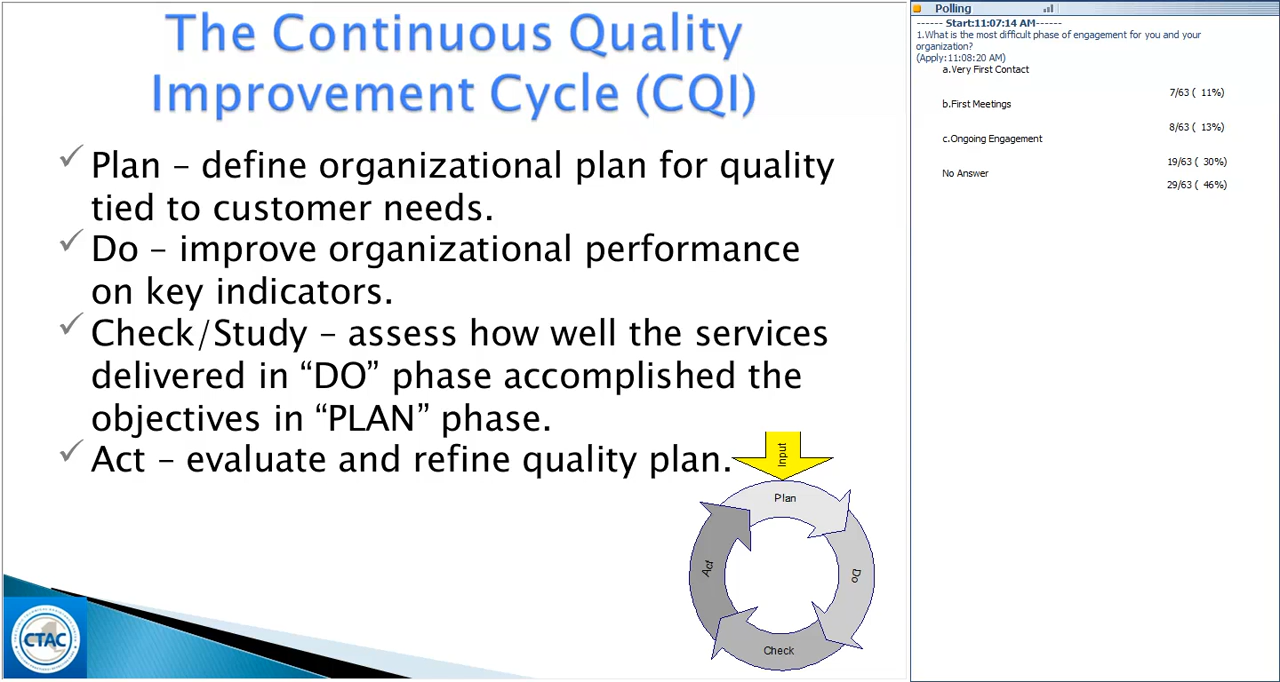 The Continuous Quality
Improvement Cycle (CQI)
✓ Plan – define organizational plan for quality
tied to customer needs.
✓ Do – improve organizational performance
on key indicators.
✓ Check/Study – assess how well the services
delivered in “DO” phase accomplished the
objectives in “PLAN” phase.
✓ Act – evaluate and refine quality plan.
Input
Plan
Do
Check
Act
CTAC
Polling
------ Start:11:07:14 AM------
1.What is the most difficult phase of engagement for you and your
organization?
(Apply:11:08:20 AM)
a.Very First Contact
7/63 ( 11%)
b.First Meetings
8/63 ( 13%)
c.Ongoing Engagement
19/63 ( 30%)
No Answer
29/63 ( 46%)